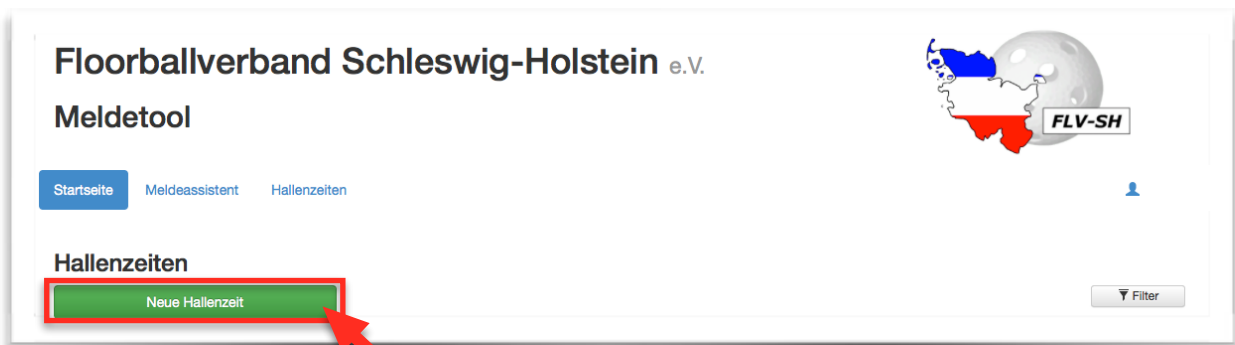 Floorballverband Schleswig-Holstein e.V.
Meldetool
FLV-SH
Startseite Meldeassistent Hallenzeiten
Hallenzeiten
Neue Hallenzeit Filter